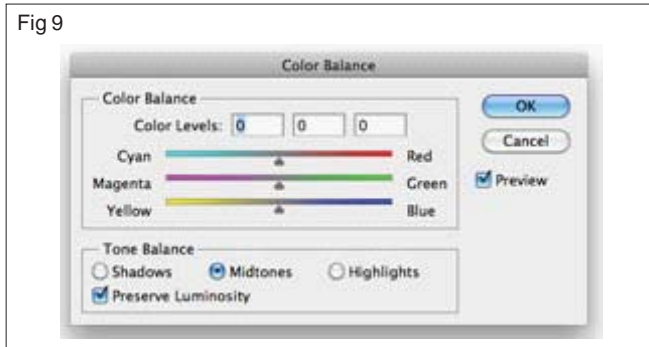 Fig 9
Color Balance
Color Balance
Color Levels: 0 0 0
OK
Cancel
Preview
Cyan Red
Magenta Green
Yellow Blue
Tone Balance
Shadows Midtones Highlights
Preserve Luminosity